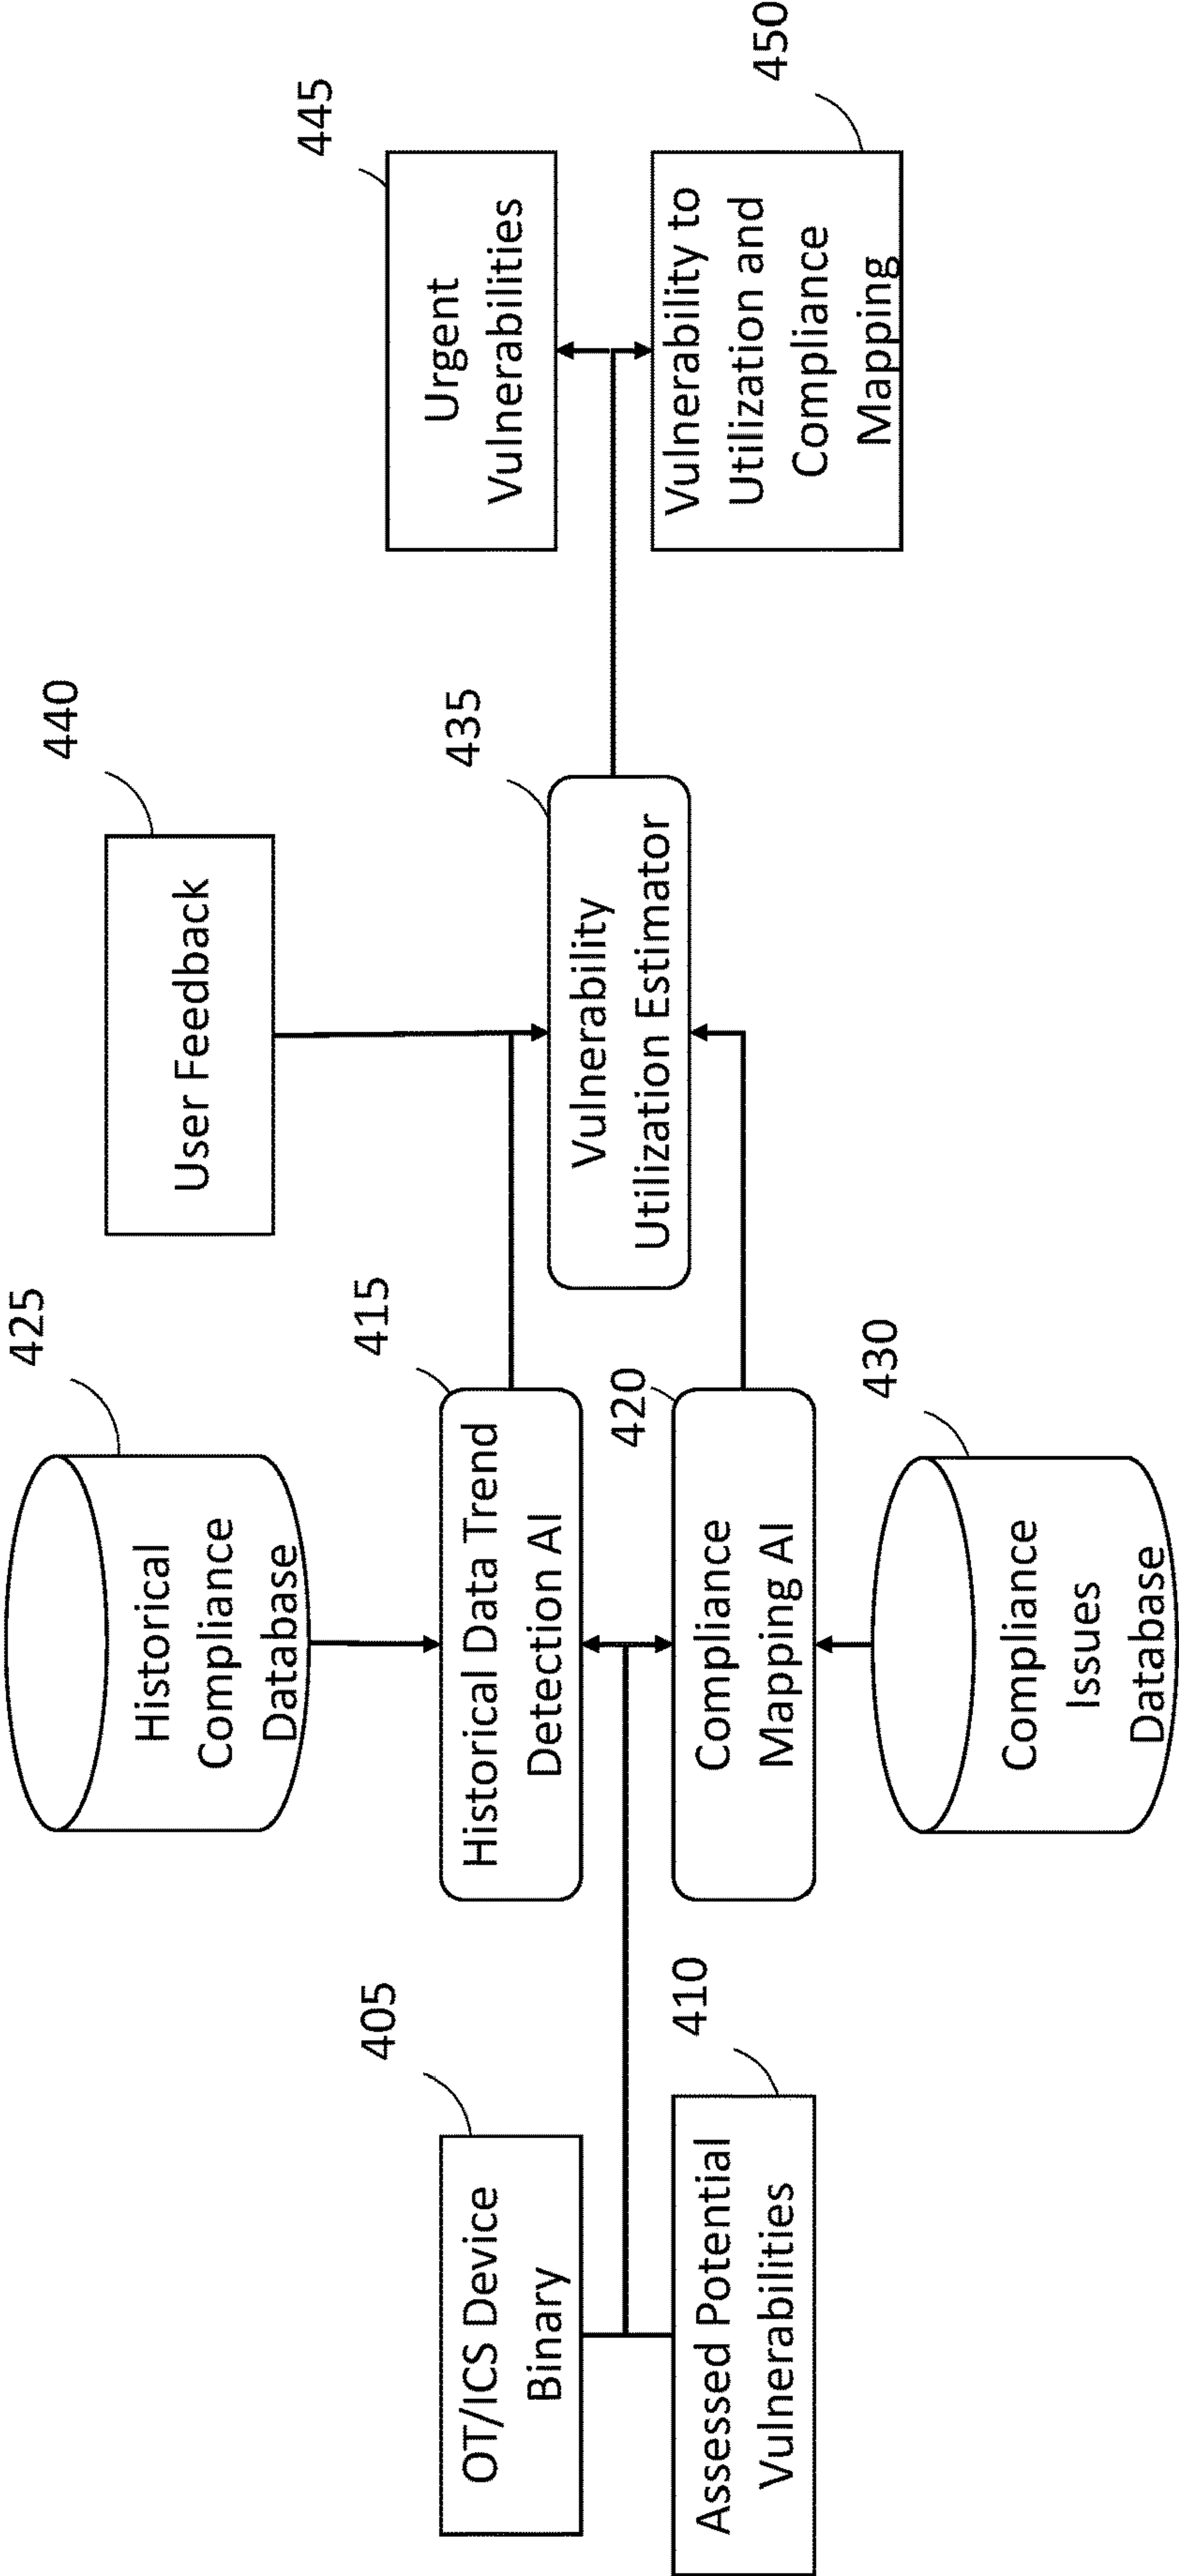 425
Historical
Compliance
Database
440
User Feedback
405
OT/ICS Device
Binary
415
Historical Data Trend
Detection AI
435
Vulnerability
Utilization Estimator
445
Urgent
Vulnerabilities
410
Assessed Potential
Vulnerabilities
420
Compliance
Mapping AI
430
Compliance
Issues
Database
450
Vulnerability to
Utilization and
Compliance
Mapping